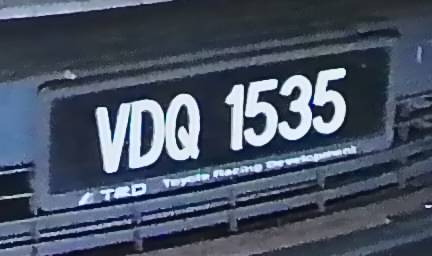 VDQ 1535
TRD Toyota Racing Development